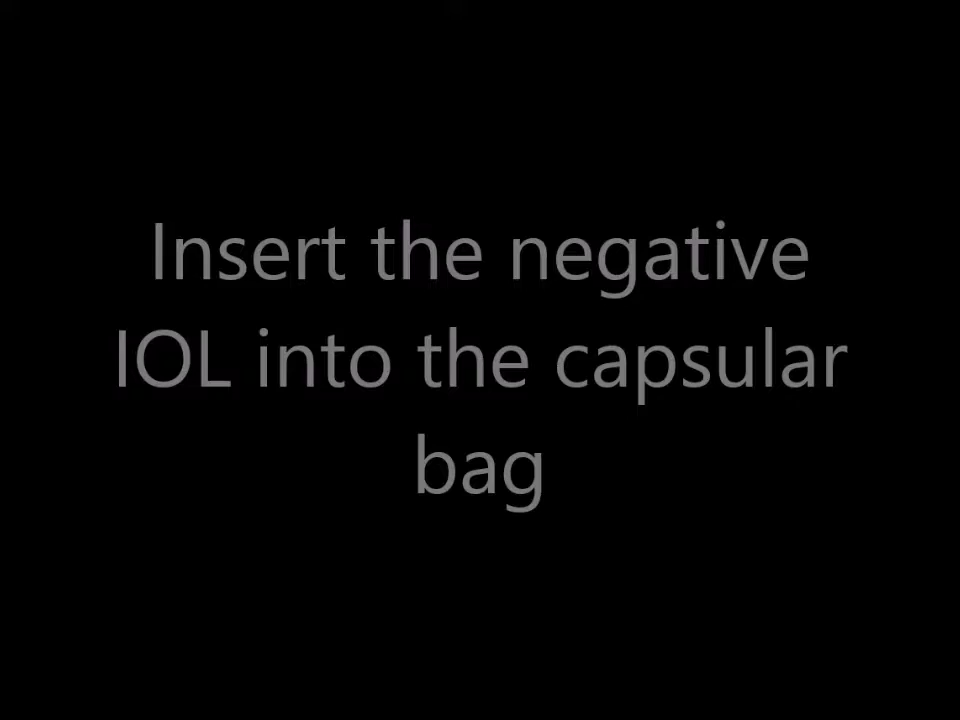 Insert the negative
IOL into the capsular
bag